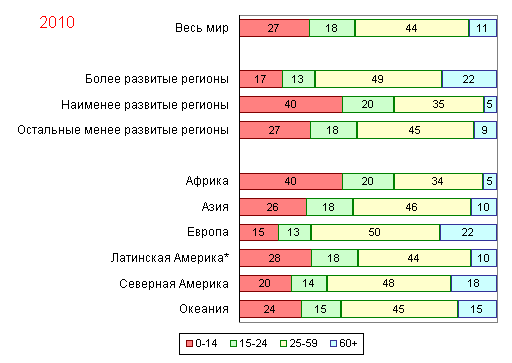 2010
Весь мир 27 18 44 11
Более развитые регионы 17 13 49 22
Наименее развитые регионы 40 20 35 5
Остальные менее развитые регионы 27 18 45 9
Африка 40 20 34 5
Азия 26 18 46 10
Европа 15 13 50 22
Латинская Америка* 28 18 44 10
Северная Америка 20 14 48 18
Океания 24 15 45 15
0-14 15-24 25-59 60+